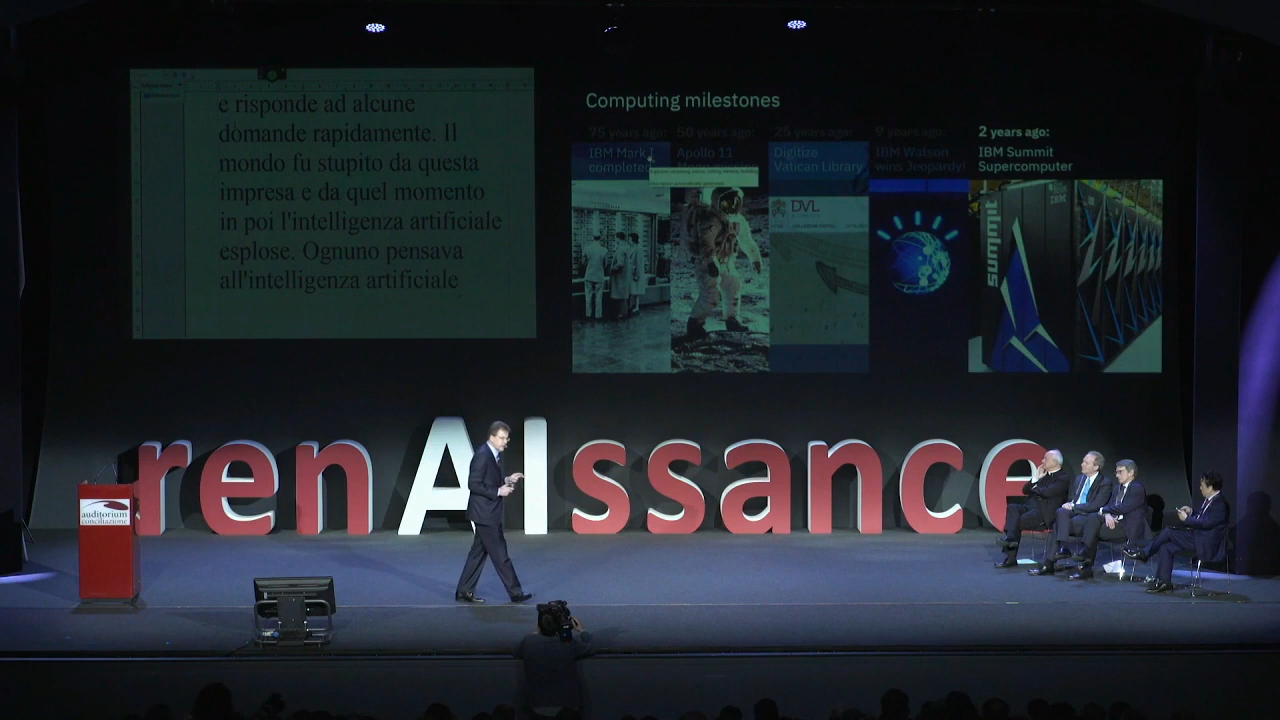 e risponde ad alcune
domande rapidamente. Il
mondo fu stupito da questa
impresa e da quel momento
in poi l'intelligenza artificiale
esplose. Ognuno pensava
all'intelligenza artificiale
Computing milestones
75 years ago:
IBM Mark I
completed
50 years ago:
Apollo 11
25 years ago:
Digitize
Vatican Library
DVL
9 years ago:
IBM Watson
wins Jeopardy!
2 years ago:
IBM Summit
Supercomputer
summit
IBM
renAIssance
auditorium
conciliazione